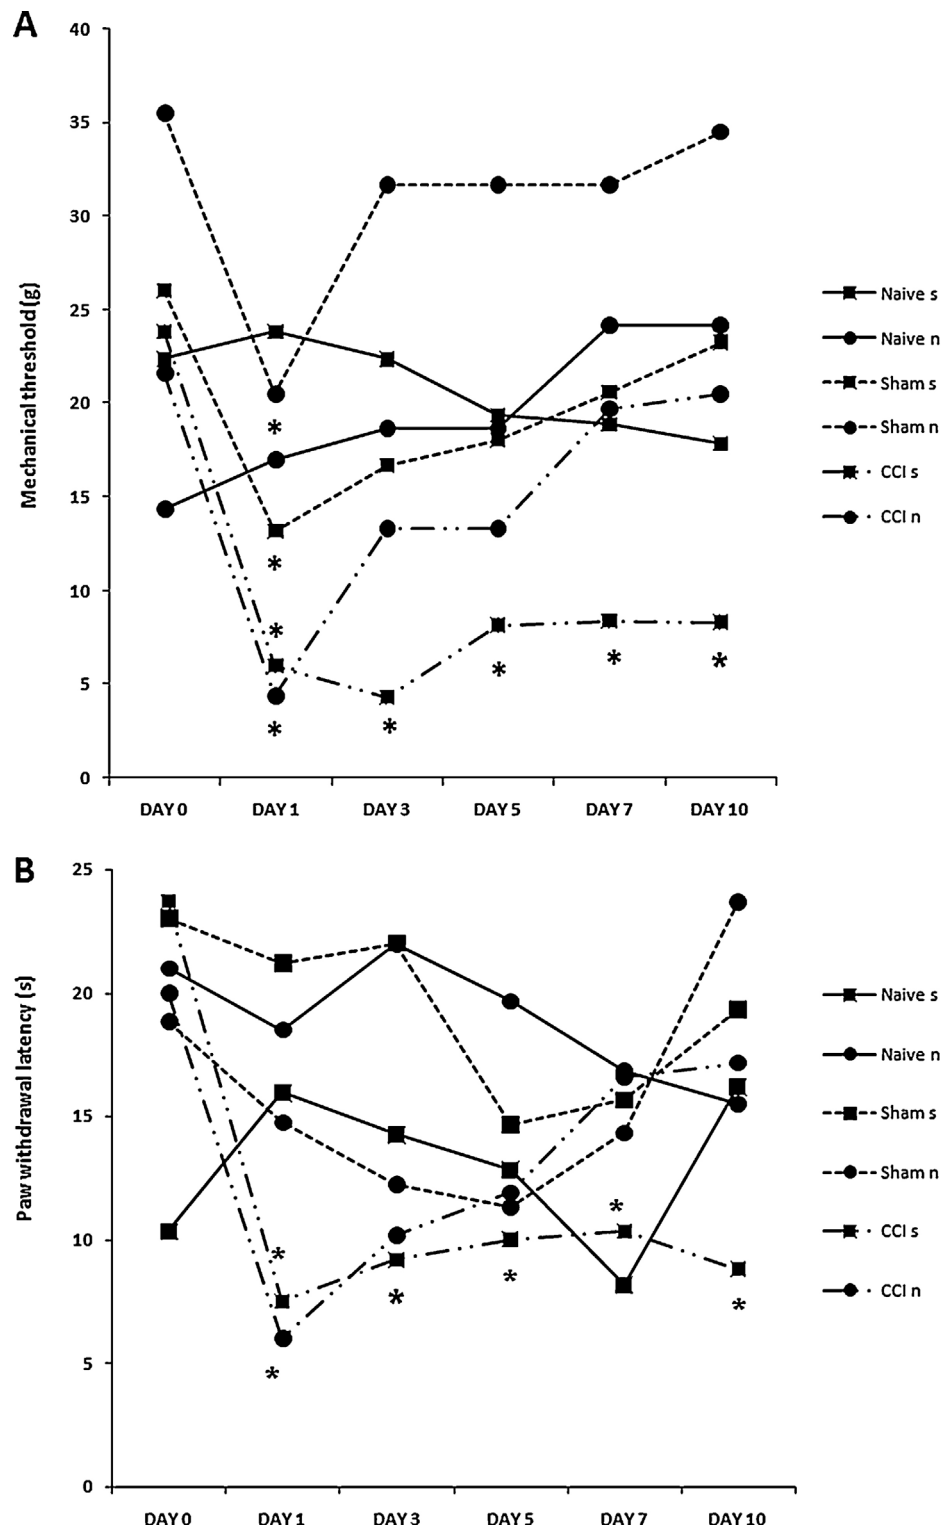 A
40
35
30
25
20
15
10
5
0
Mechanical threshold(g)
DAY 0 DAY 1 DAY 3 DAY 5 DAY 7 DAY 10
*
*
*
*
*
*
*
*
Naive s
Naive n
Sham s
Sham n
CCI s
CCI n
B
25
20
15
10
5
0
Paw withdrawal latency (s)
DAY 0 DAY 1 DAY 3 DAY 5 DAY 7 DAY 10
*
*
*
*
*
*
Naive s
Naive n
Sham s
Sham n
CCI s
CCI n